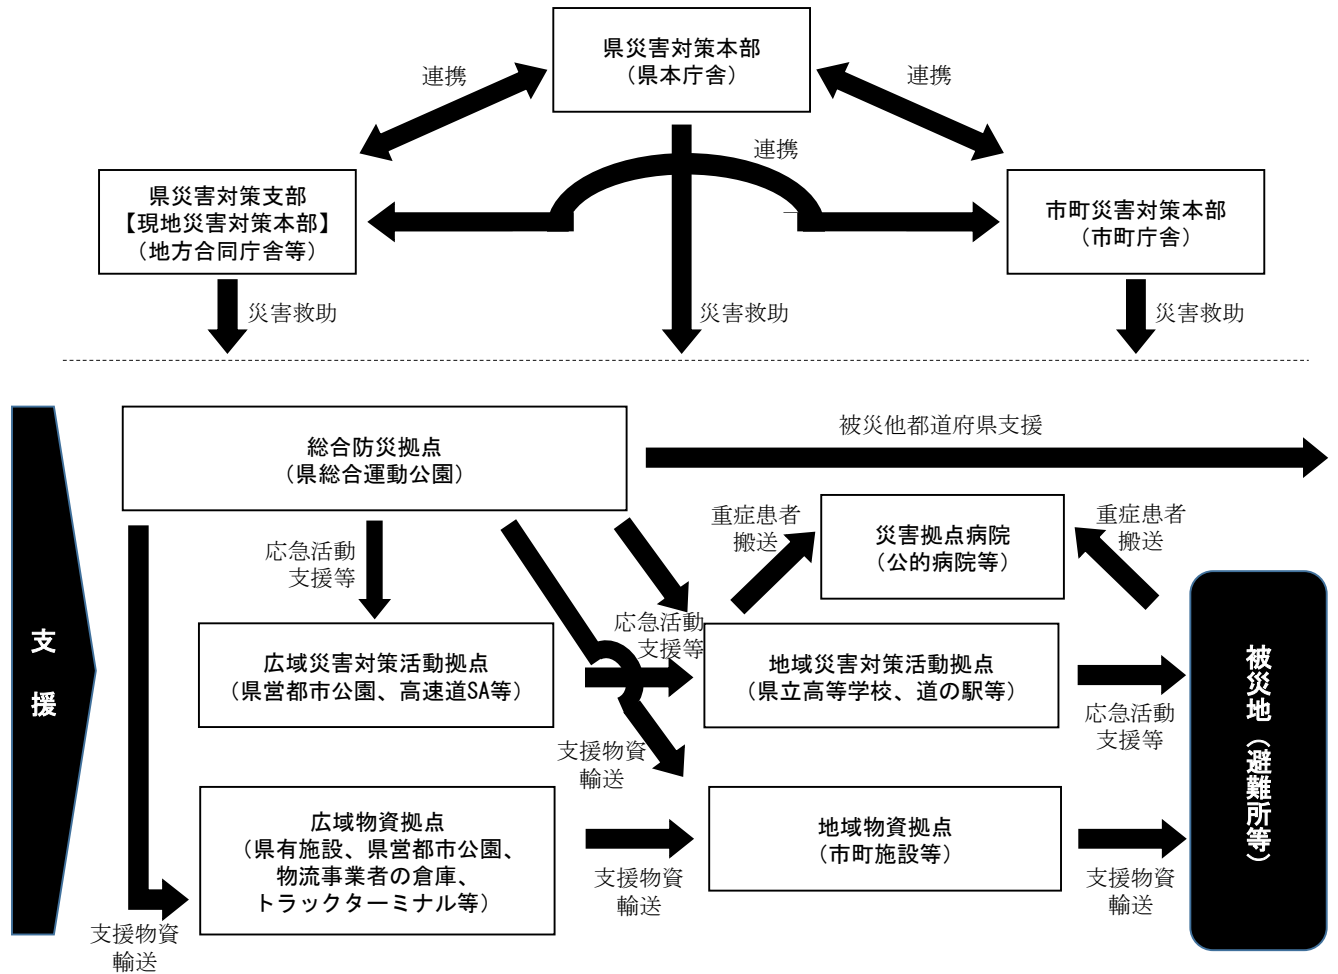 県災害対策本部
（県本庁舎）
連携
連携
連携
県災害対策支部
【現地災害対策本部】
（地方合同庁舎等）
市町災害対策本部
（市町庁舎）
災害救助
災害救助
災害救助
支援
総合防災拠点
（県総合運動公園）
被災他都道府県支援
応急活動
支援等
重症患者
搬送
災害拠点病院
（公的病院等）
重症患者
搬送
応急活動
支援等
広域災害対策活動拠点
（県営都市公園、高速道SA等）
地域災害対策活動拠点
（県立高等学校、道の駅等）
応急活動
支援等
被災地（避難所等）
支援物資
輸送
広域物資拠点
（県有施設、県営都市公園、
物流事業者の倉庫、
トラックターミナル等）
地域物資拠点
（市町施設等）
支援物資
輸送
支援物資
輸送
支援物資
輸送